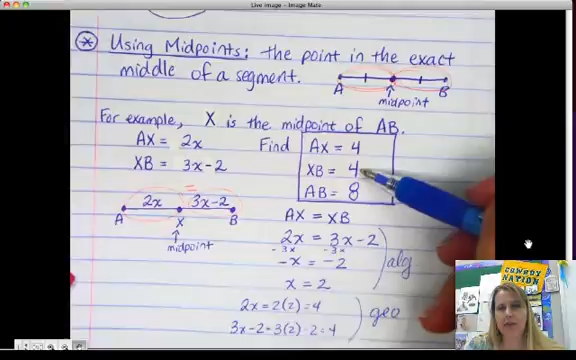 Live Image - Image Mate
* Using Midpoints: the point in the exact
middle of a segment.
A B
midpoint
For example, X is the midpoint of AB.
AX = 2x
XB = 3x-2
Find
AX = 4
XB = 4
AB = 8
2x = 3x-2
A X B
midpoint
AX = XB
2x = 3x-2
-3x -3x
-x = -2
x = 2
alg
2x = 2(2) = 4
3x-2 = 3(2)-2 = 4
geo
COWBOY
NATION